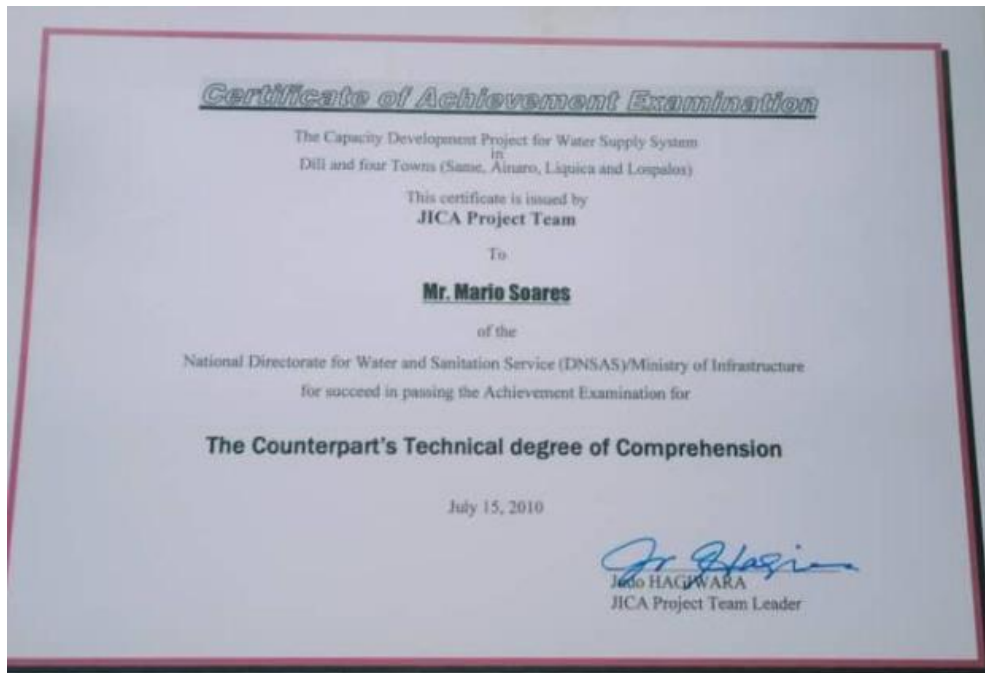 Certificate of Achievement Examination
The Capacity Development Project for Water Supply System
in
Dili and four Towns (Same, Ainaro, Liquica and Lospalos)
This certificate is issued by
JICA Project Team
To
Mr. Mario Soares
of the
National Directorate for Water and Sanitation Service (DNSAS)/Ministry of Infrastructure
for succeed in passing the Achievement Examination for
The Counterpart's Technical degree of Comprehension
July 15, 2010
HAGIWARA
JICA Project Team Leader